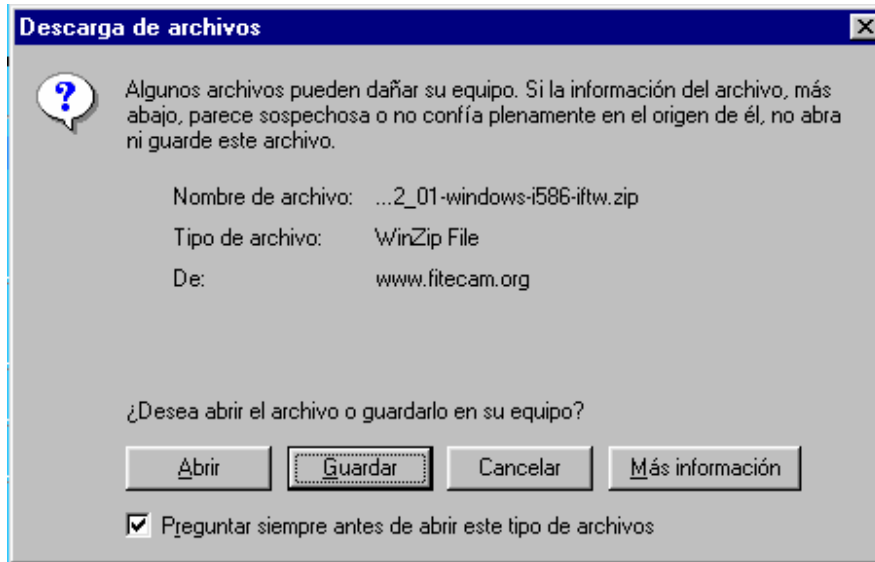 Descarga de archivos
Algunos archivos pueden dañar su equipo. Si la información del archivo, más
abajo, parece sospechosa o no confía plenamente en el origen de él, no abra
ni guarde este archivo.
Nombre de archivo: ...2_01-windows-i586-iftw.zip
Tipo de archivo: WinZip File
De: www.fitecam.org
¿Desea abrir el archivo o guardarlo en su equipo?
Abrir Guardar Cancelar Más información
Preguntar siempre antes de abrir este tipo de archivos